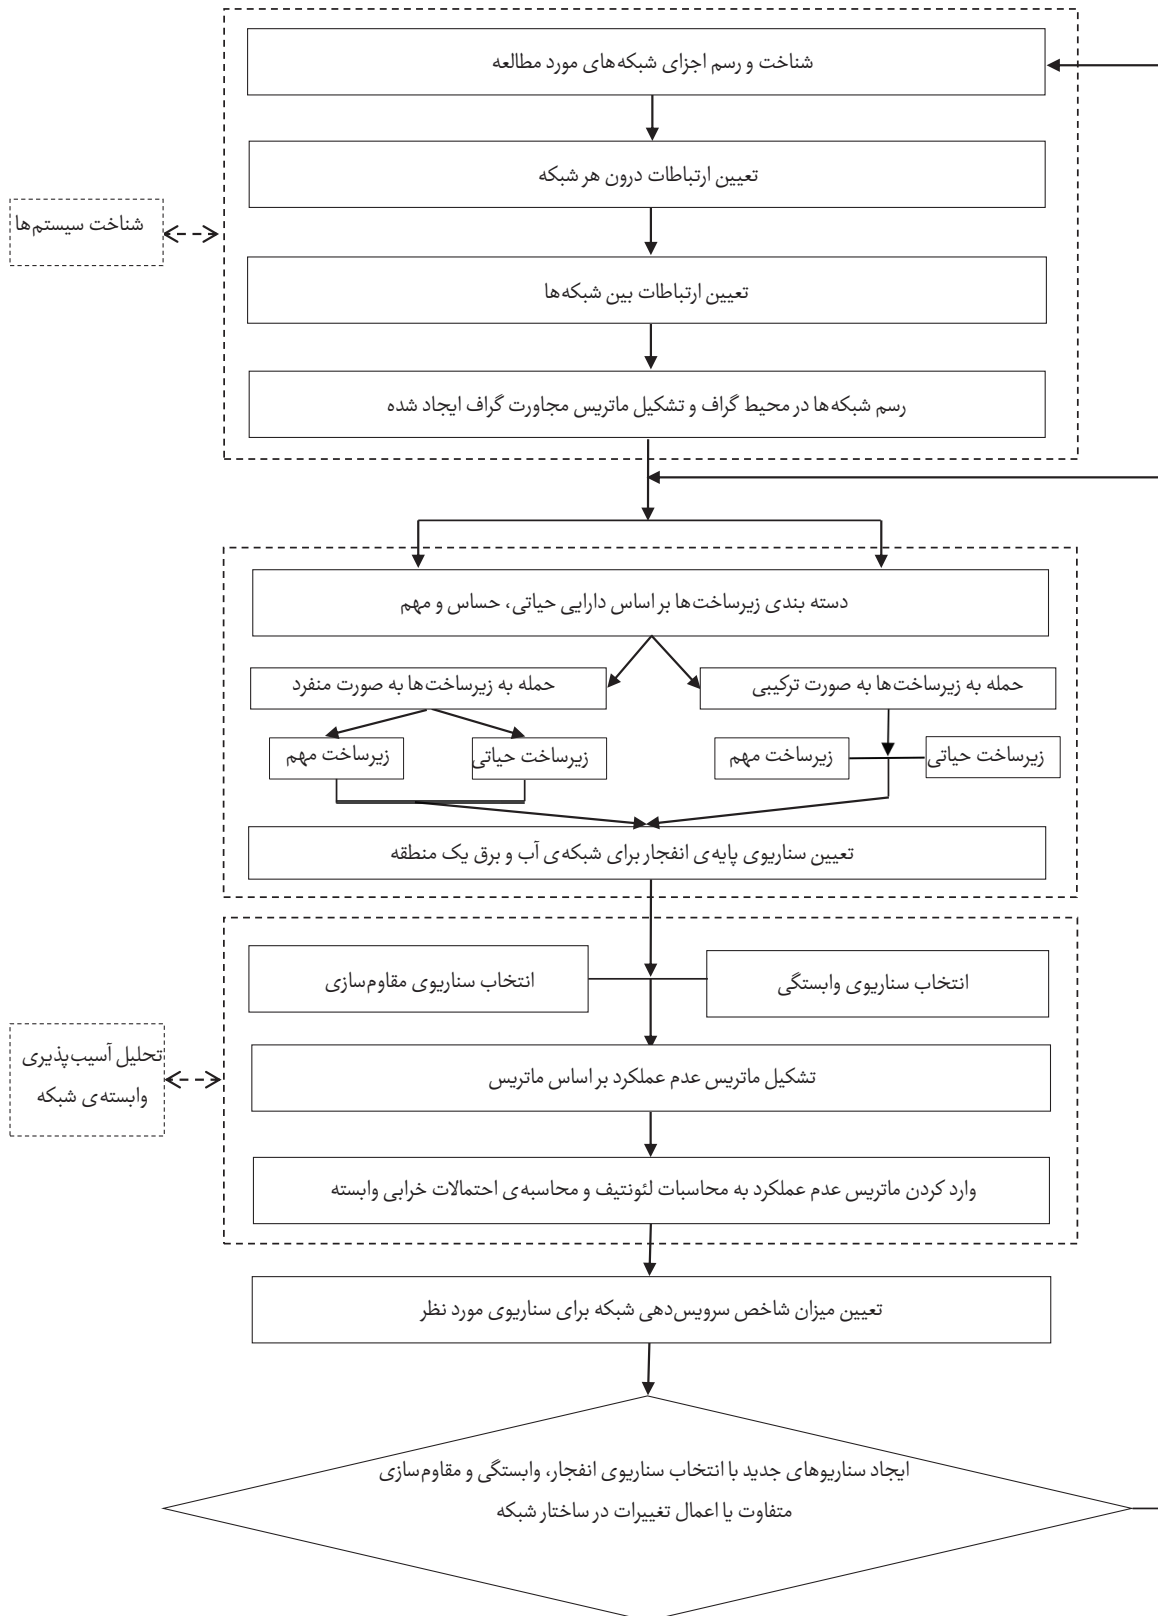 شناخت و رسم اجزای شبکه‌های مورد مطالعه
تعیین ارتباطات درون هر شبکه
شناخت سیستم‌ها
تعیین ارتباطات بین شبکه‌ها
رسم شبکه‌ها در محیط گراف و تشکیل ماتریس مجاورت گراف ایجاد شده
دسته بندی زیرساخت‌ها بر اساس دارایی حیاتی، حساس و مهم
حمله به زیرساخت‌ها به صورت ترکیبی
حمله به زیرساخت‌ها به صورت منفرد
زیرساخت حیاتی
زیرساخت مهم
زیرساخت حیاتی
زیرساخت مهم
تعیین سناریوی پایه‌ی انفجار برای شبکه‌ی آب و برق یک منطقه
انتخاب سناریوی وابستگی
انتخاب سناریوی مقاوم‌سازی
تحلیل آسیب‌پذیری
وابسته‌ی شبکه
تشکیل ماتریس عدم عملکرد بر اساس ماتریس
وارد کردن ماتریس عدم عملکرد به محاسبات لئونتیف و محاسبه‌ی احتمالات خرابی وابسته
تعیین میزان شاخص سرویس‌دهی شبکه برای سناریوی مورد نظر
ایجاد سناریوهای جدید با انتخاب سناریوی انفجار، وابستگی و مقاوم‌سازی
متفاوت یا اعمال تغییرات در ساختار شبکه